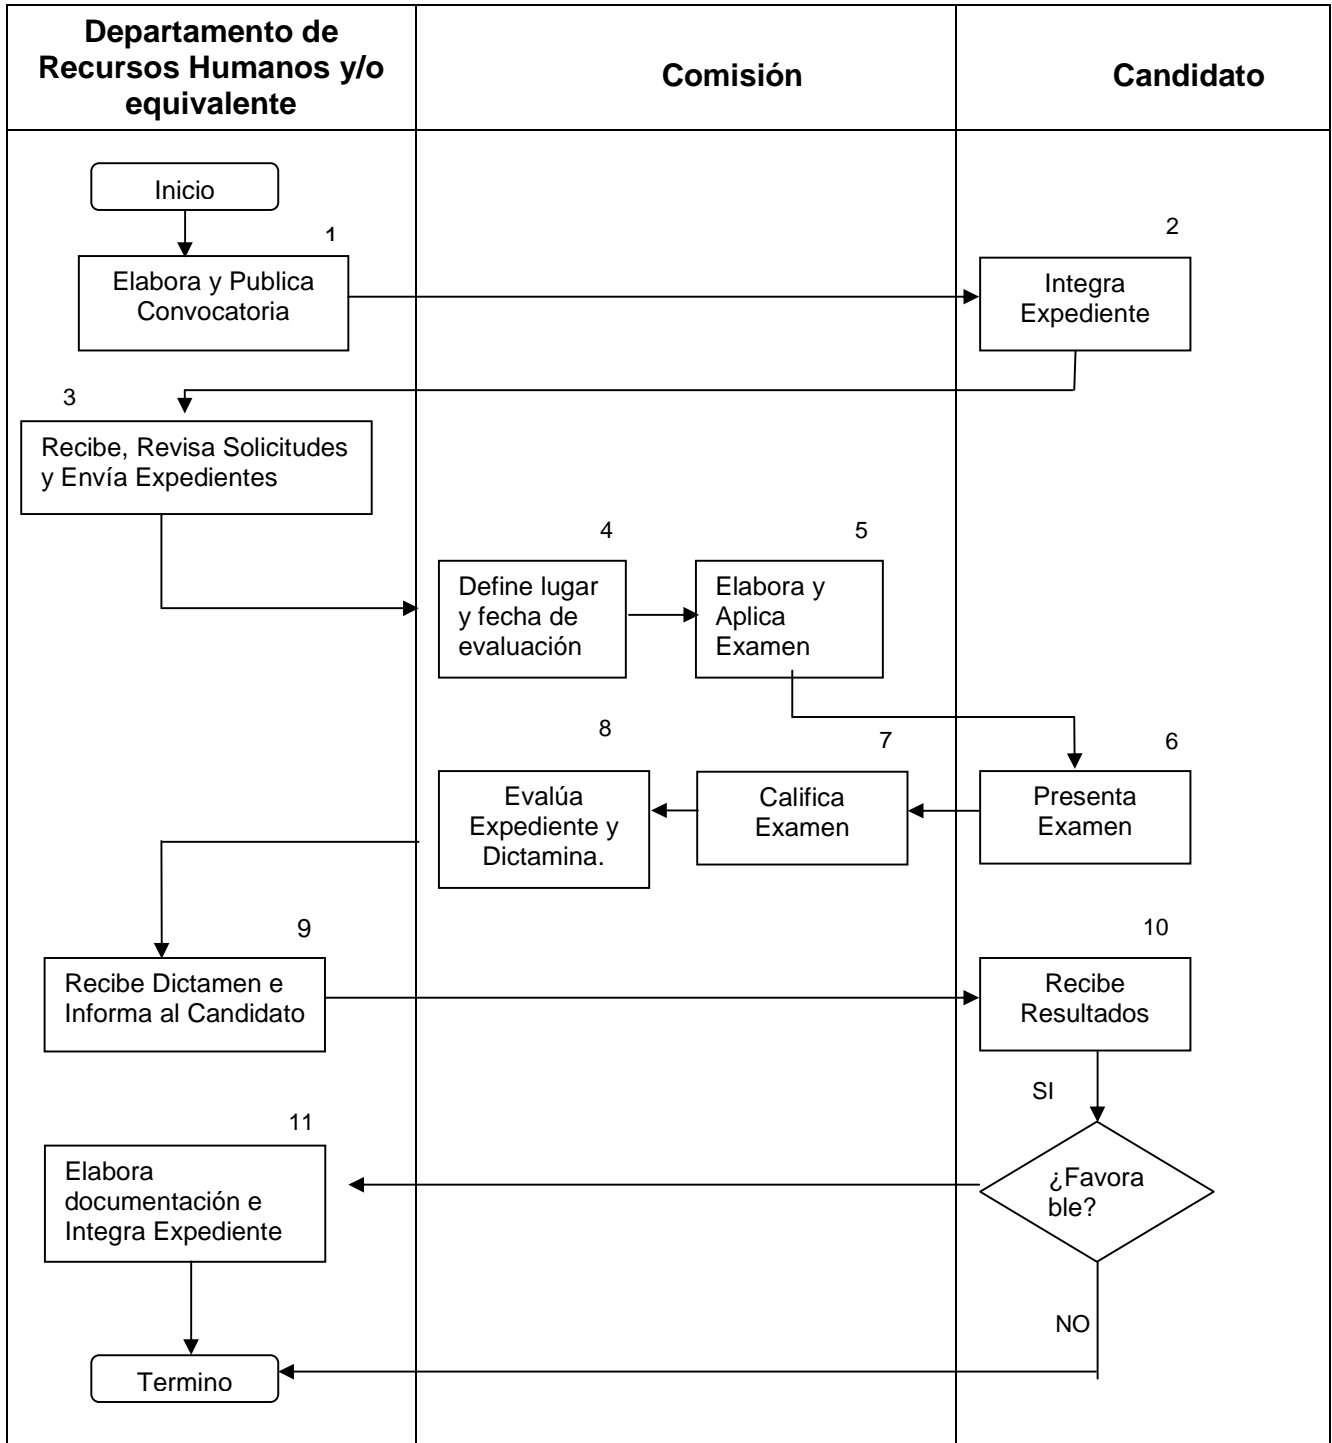 Departamento de
Recursos Humanos y/o
equivalente
Comisión
Candidato
Inicio
1
Elabora y Publica
Convocatoria
2
Integra
Expediente
3
Recibe, Revisa Solicitudes
y Envía Expedientes
4
Define lugar
y fecha de
evaluación
5
Elabora y
Aplica
Examen
6
Presenta
Examen
7
Califica
Examen
8
Evalúa
Expediente y
Dictamina.
9
Recibe Dictamen e
Informa al Candidato
10
Recibe
Resultados
SI
¿Favora
ble?
11
Elabora
documentación e
Integra Expediente
NO
Termino